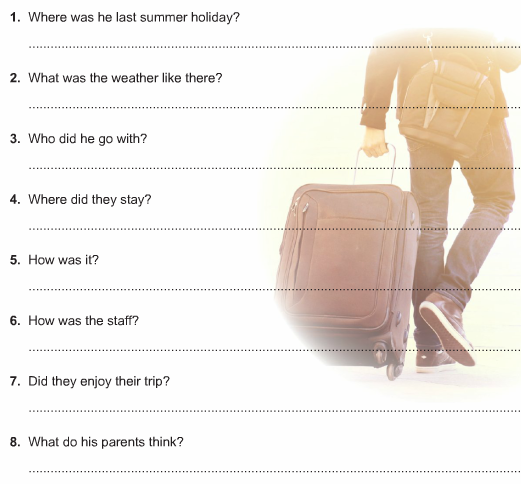 1. Where was he last summer holiday?
2. What was the weather like there?
3. Who did he go with?
4. Where did they stay?
5. How was it?
6. How was the staff?
7. Did they enjoy their trip?
8. What do his parents think?